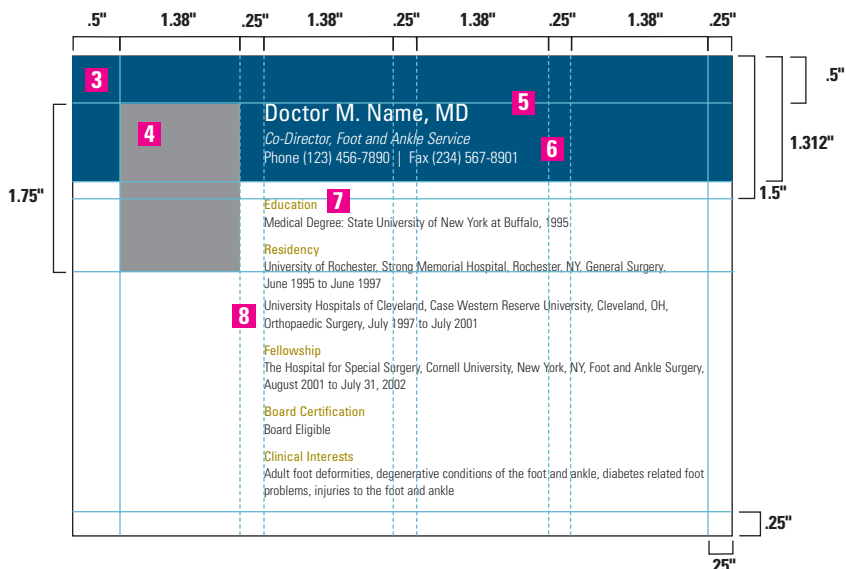 .5" 1.38" .25" 1.38" .25" 1.38" .25" 1.38" .25"
3
.5"
4
5
Doctor M. Name, MD
Co-Director, Foot and Ankle Service
6
1.312"
Phone (123) 456-7890 | Fax (234) 567-8901
1.75"
1.5"
7
Education
Medical Degree: State University of New York at Buffalo, 1995
Residency
University of Rochester, Strong Memorial Hospital, Rochester, NY, General Surgery,
June 1995 to June 1997
8
University Hospitals of Cleveland, Case Western Reserve University, Cleveland, OH,
Orthopaedic Surgery, July 1997 to July 2001
Fellowship
The Hospital for Special Surgery, Cornell University, New York, NY, Foot and Ankle Surgery,
August 2001 to July 31, 2002
Board Certification
Board Eligible
Clinical Interests
Adult foot deformities, degenerative conditions of the foot and ankle, diabetes related foot
problems, injuries to the foot and ankle
.25"
.25"